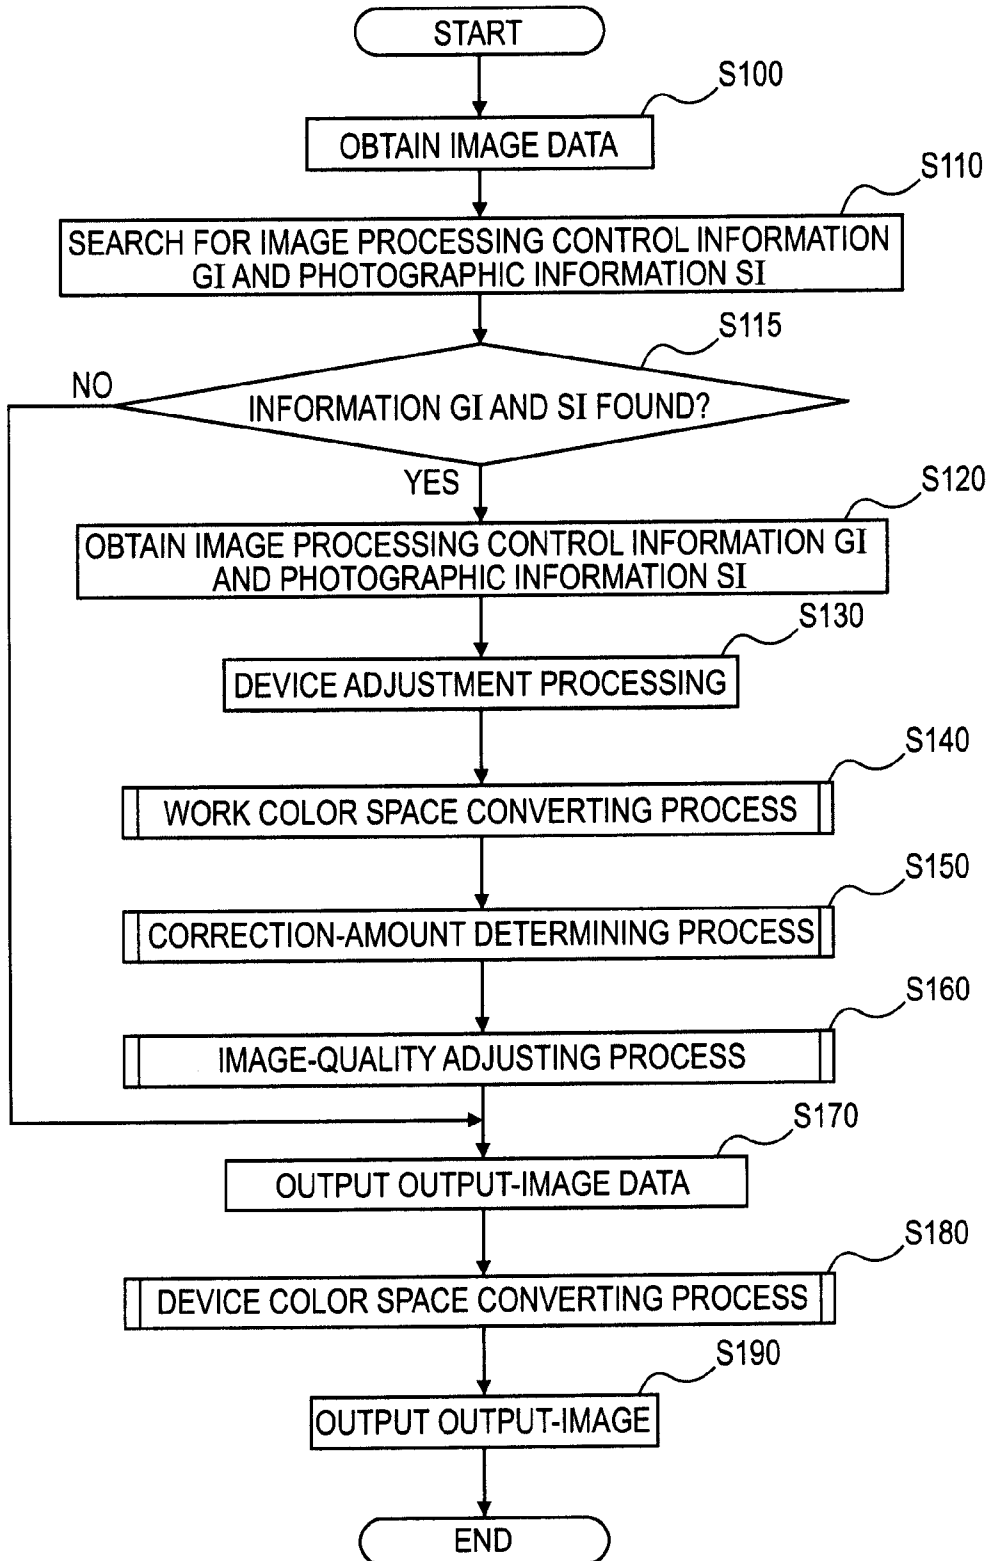 START
S100
OBTAIN IMAGE DATA
S110
SEARCH FOR IMAGE PROCESSING CONTROL INFORMATION
GI AND PHOTOGRAPHIC INFORMATION SI
S115
NO
INFORMATION GI AND SI FOUND?
YES
S120
OBTAIN IMAGE PROCESSING CONTROL INFORMATION GI
AND PHOTOGRAPHIC INFORMATION SI
S130
DEVICE ADJUSTMENT PROCESSING
S140
WORK COLOR SPACE CONVERTING PROCESS
S150
CORRECTION-AMOUNT DETERMINING PROCESS
S160
IMAGE-QUALITY ADJUSTING PROCESS
S170
OUTPUT OUTPUT-IMAGE DATA
S180
DEVICE COLOR SPACE CONVERTING PROCESS
S190
OUTPUT OUTPUT-IMAGE
END